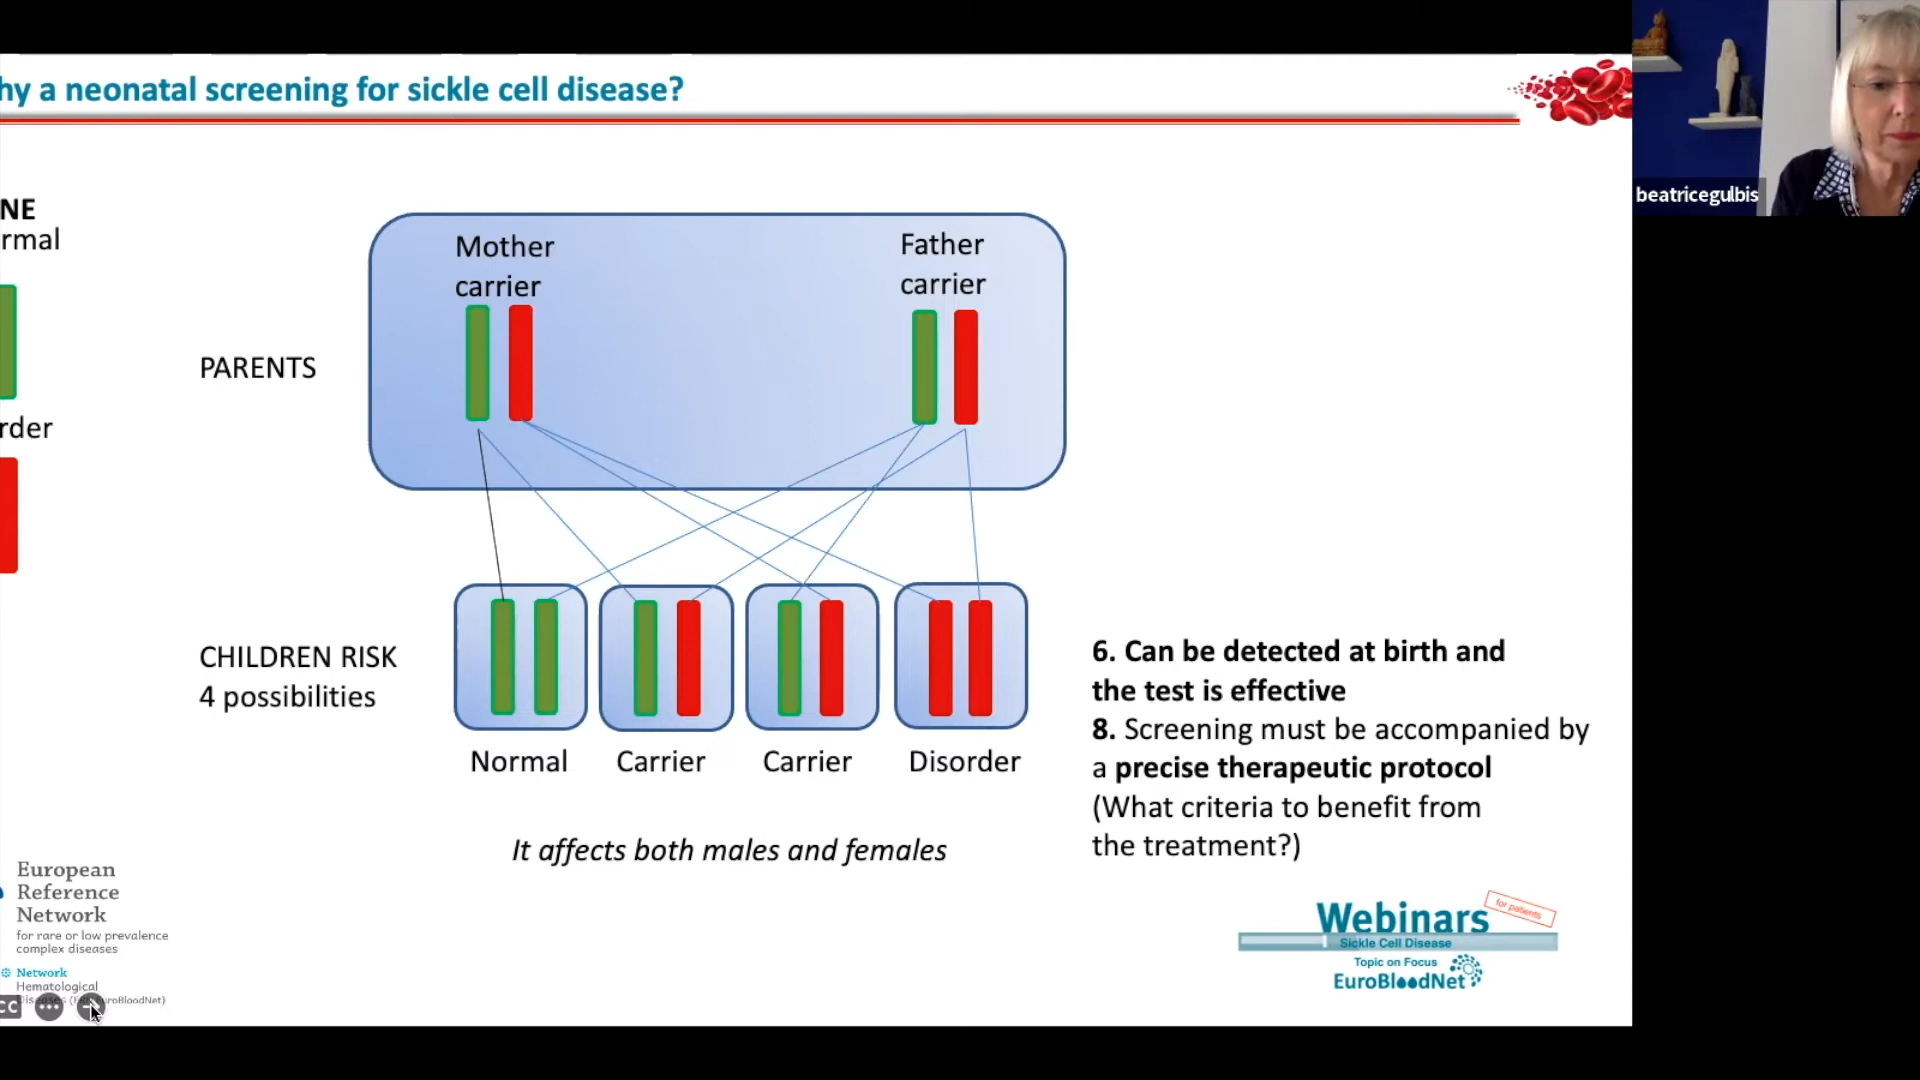 hy a neonatal screening for sickle cell disease?
beatricegulbis
NE
rmal
rder
Mother
carrier
Father
carrier
PARENTS
CHILDREN RISK
4 possibilities
Normal
Carrier
Carrier
Disorder
It affects both males and females
6. Can be detected at birth and
the test is effective
8. Screening must be accompanied by
a precise therapeutic protocol
(What criteria to benefit from
the treatment?)
European
Reference
Network
for rare or low prevalence
complex diseases
Network
Hematological
CC
Webinars
for patients
Sickle Cell Disease
Topic on Focus
EuroBloodNet